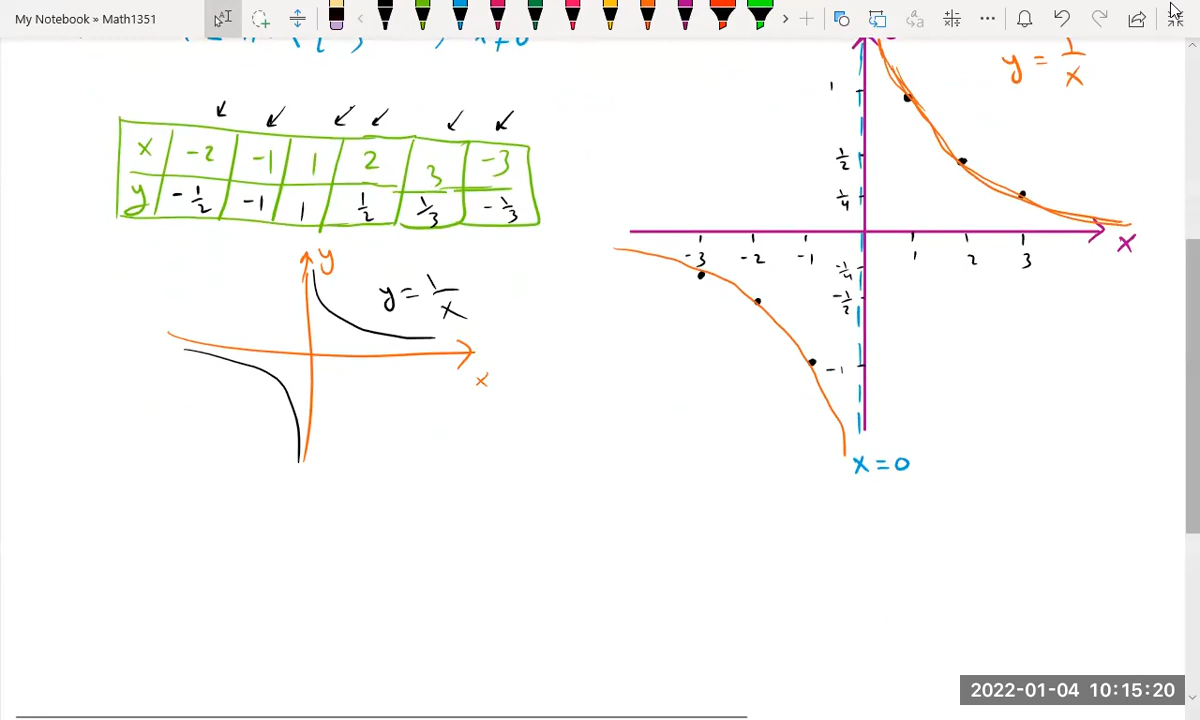 My Notebook » Math1351
x≠0
y = 1/x
x -2 -1 1 2 3 -3
y -1/2 -1 1 1/2 1/3 -1/3
y
y = 1/x
x
1
1/2
1/4
-3 -2 -1 1 2 3
x
-1/4
-1/2
-1
x = 0
2022-01-04 10:15:20